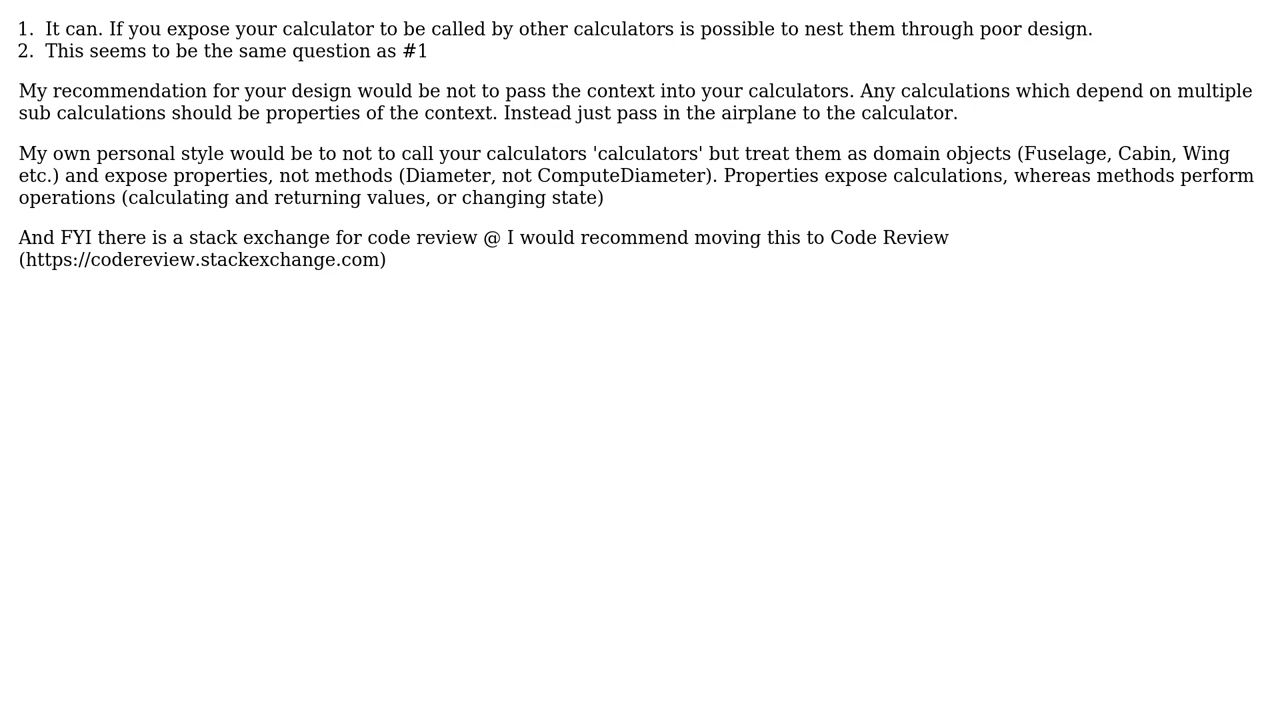 1. It can. If you expose your calculator to be called by other calculators is possible to nest them through poor design.
2. This seems to be the same question as #1
My recommendation for your design would be not to pass the context into your calculators. Any calculations which depend on multiple
sub calculations should be properties of the context. Instead just pass in the airplane to the calculator.
My own personal style would be to not to call your calculators 'calculators' but treat them as domain objects (Fuselage, Cabin, Wing
etc.) and expose properties, not methods (Diameter, not ComputeDiameter). Properties expose calculations, whereas methods perform
operations (calculating and returning values, or changing state)
And FYI there is a stack exchange for code review @ I would recommend moving this to Code Review
(https://codereview.stackexchange.com)